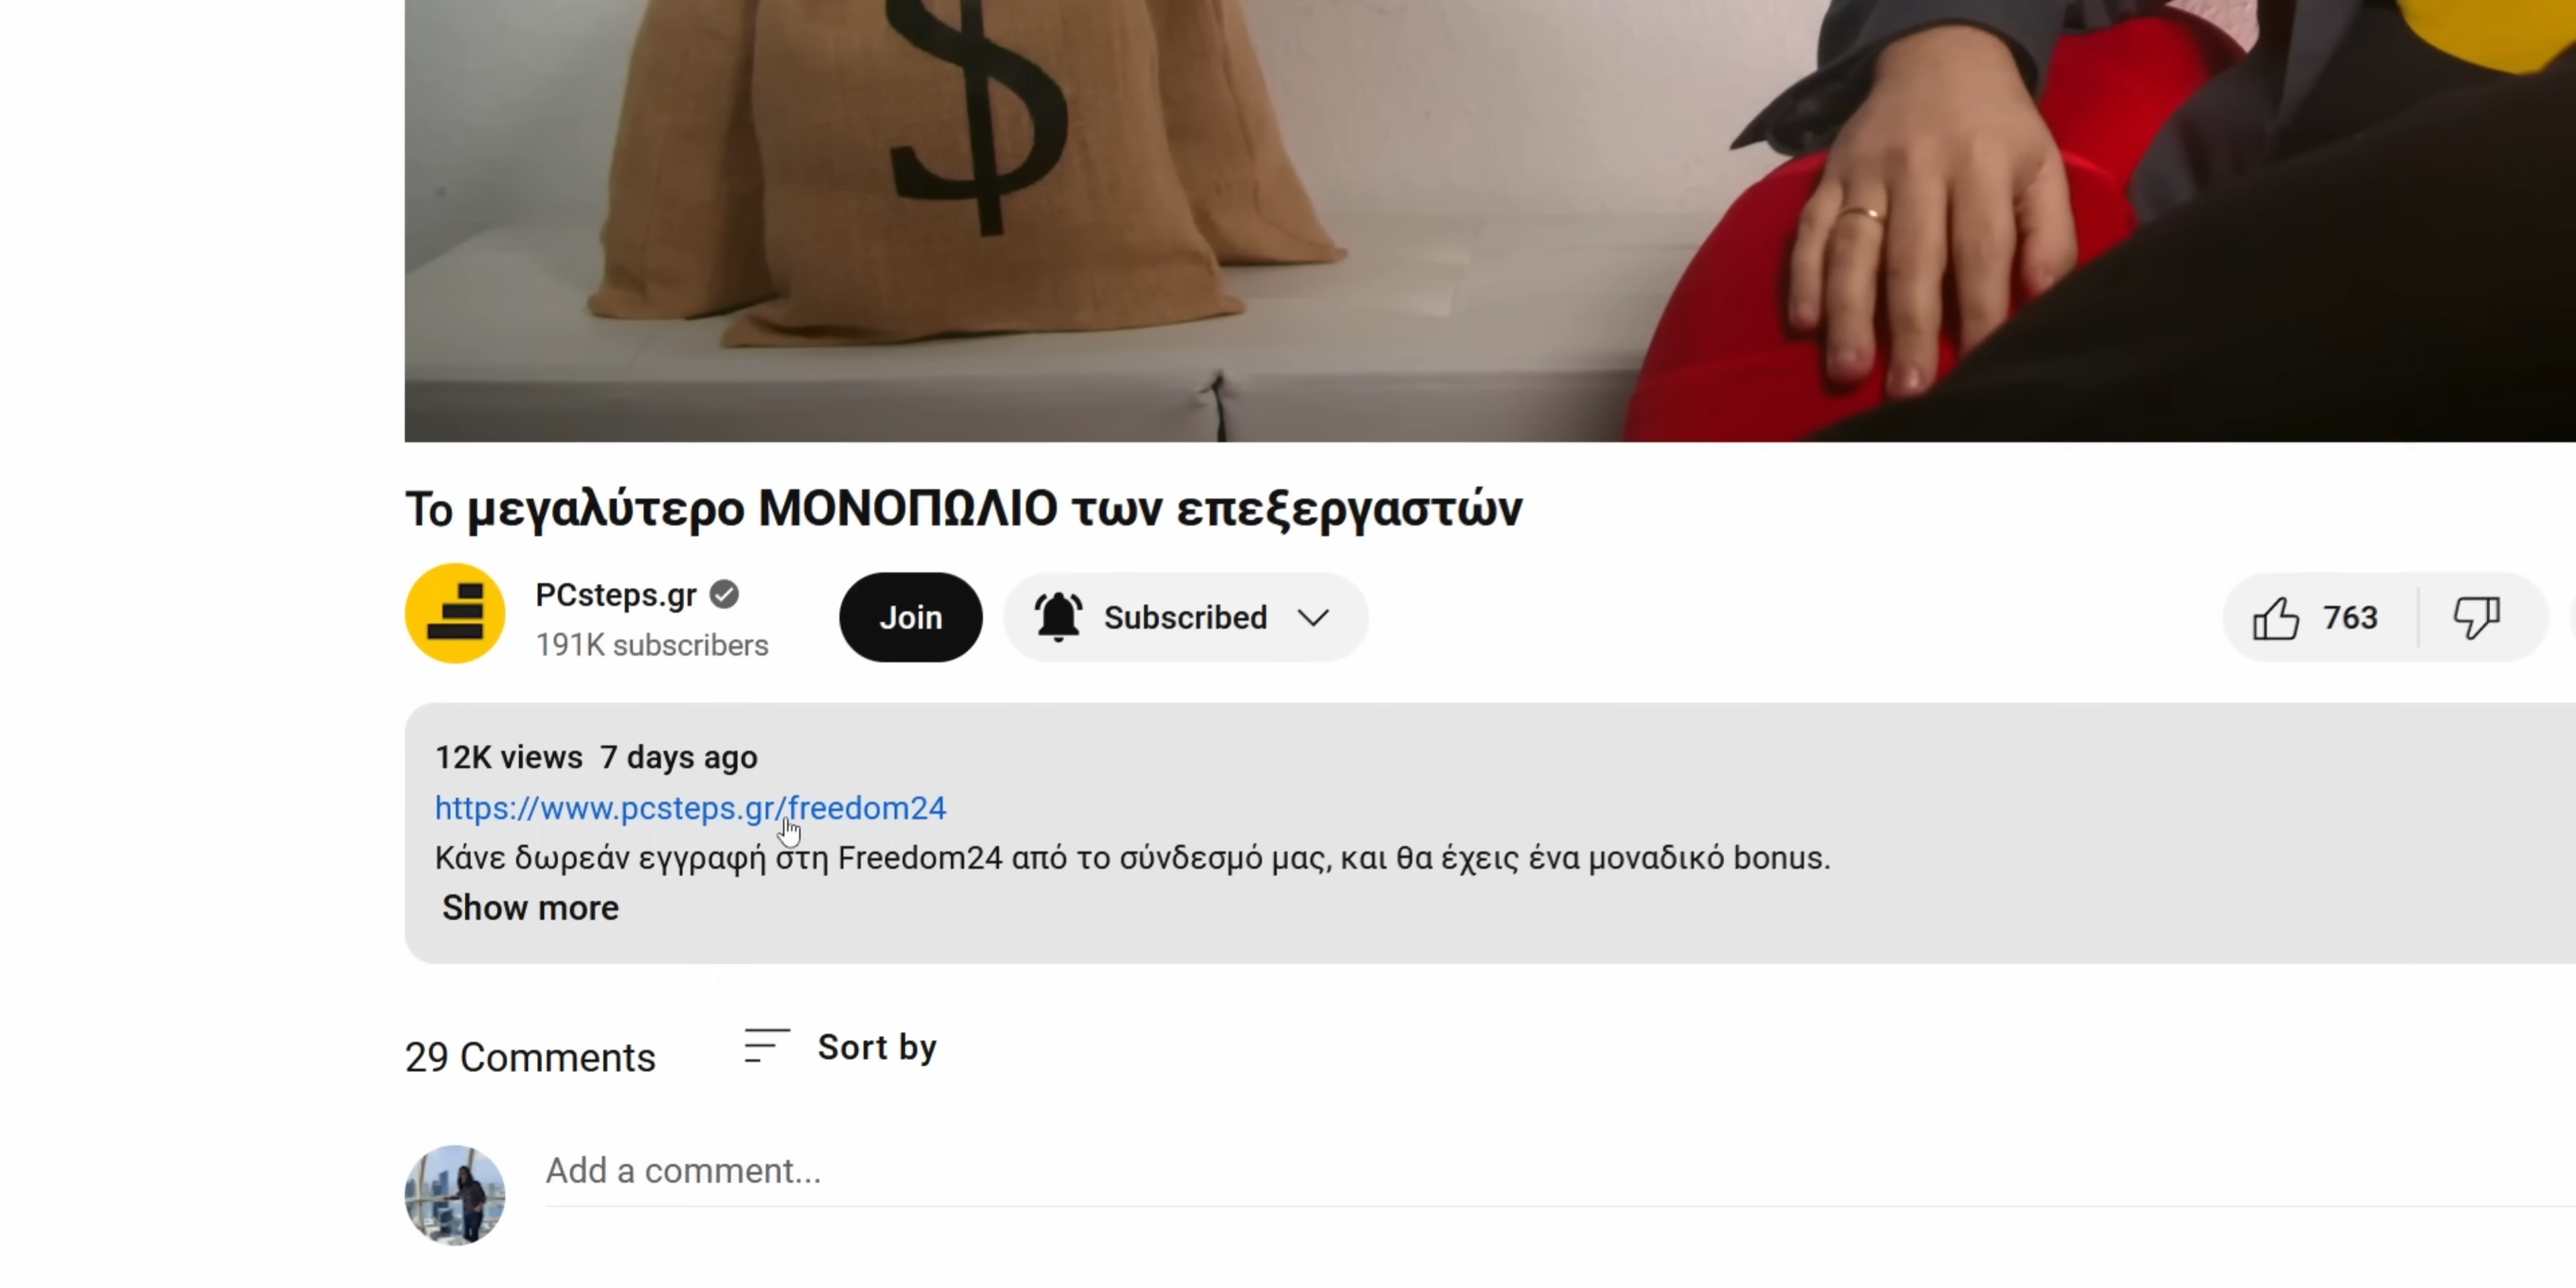 $
Το μεγαλύτερο ΜΟΝΟΠΩΛΙΟ των επεξεργαστών
PCsteps.gr
191K subscribers
Join
Subscribed
763
12K views 7 days ago
https://www.pcsteps.gr/freedom24
Κάνε δωρεάν εγγραφή στη Freedom24 από το σύνδεσμό μας, και θα έχεις ένα μοναδικό bonus.
Show more
29 Comments
Sort by
Add a comment...